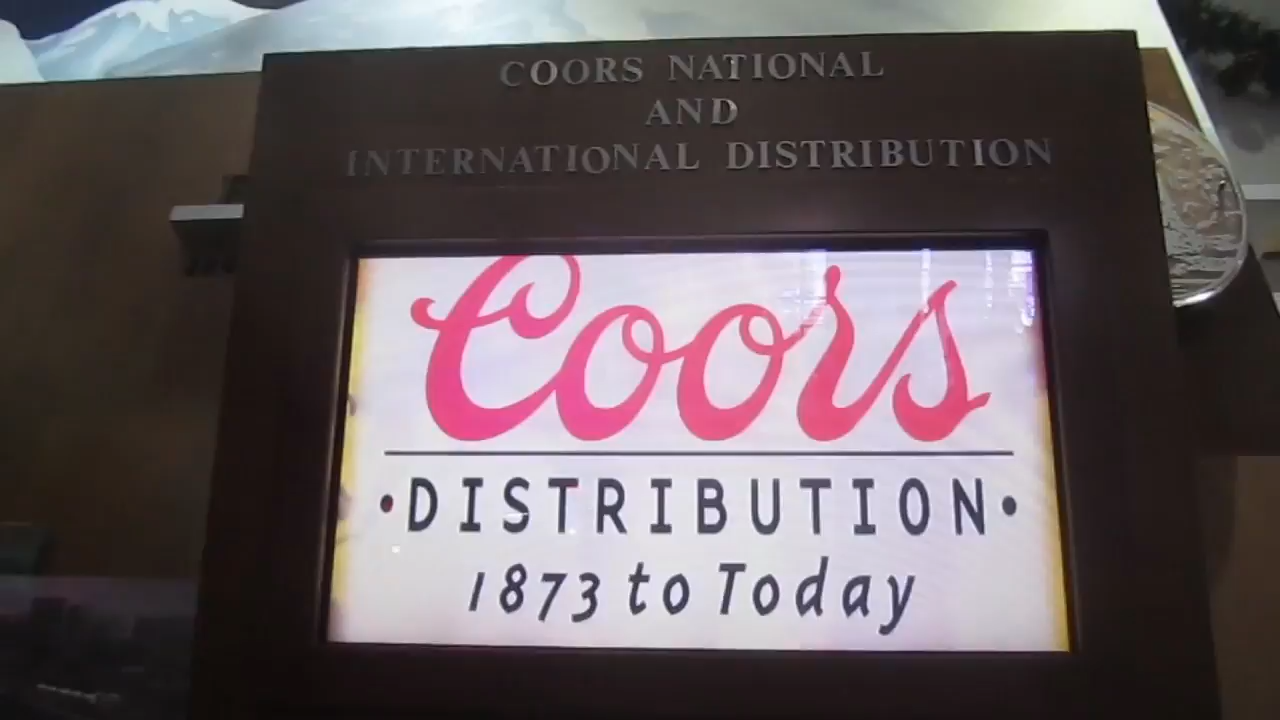 COORS NATIONAL
AND
INTERNATIONAL DISTRIBUTION
Coors
•DISTRIBUTION•
1873 to Today